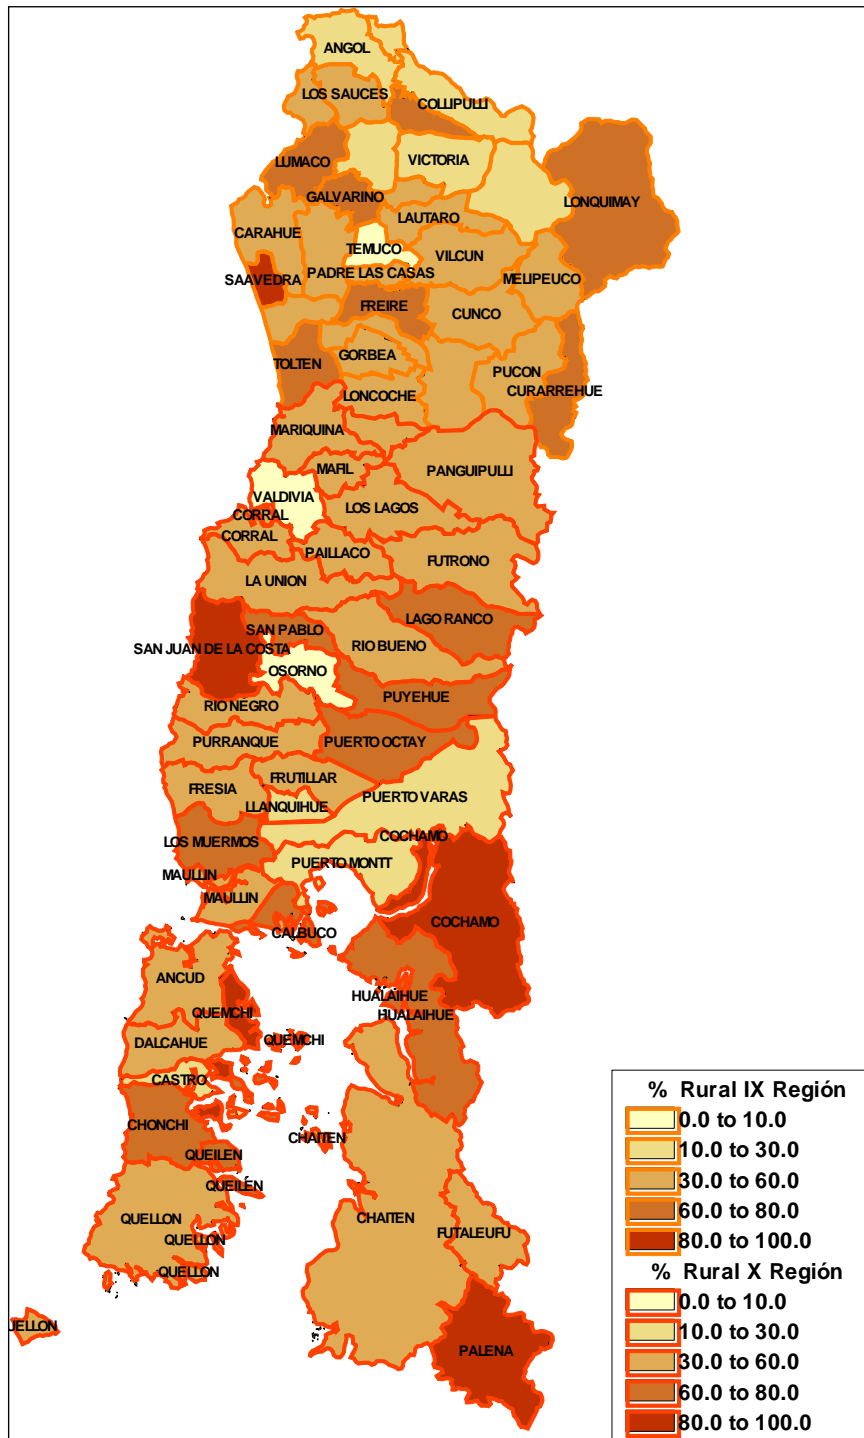 ANGOL
LOS SAUCES
COLLIPULLI
LUMACO
VICTORIA
GALVARINO
LONQUIMAY
LAUTARO
CARAHUE
TEMUCO
VILCUN
PADRE LAS CASAS
MELIPEUCO
SAAVEDRA
FREIRE
CUNCO
GORBEA
TOLTEN
PUCON
CURARREHUE
LONCOCHE
MARIQUINA
MAFIL
PANGUIPULLI
VALDIVIA
LOS LAGOS
CORRAL
CORRAL
PAILLACO
FUTRONO
LA UNION
LAGO RANCO
SAN PABLO
RIO BUENO
SAN JUAN DE LA COSTA
OSORNO
PUYEHUE
RIO NEGRO
PURRANQUE
PUERTO OCTAY
FRUTILLAR
FRESIA
PUERTO VARAS
LLANQUIHUE
COCHAMO
LOS MUERMOS
PUERTO MONTT
MAULLIN
MAULLIN
COCHAMO
CALBUCO
ANCUD
HUALAIHUE
QUEMCHI
HUALAIHUE
QUEMCHI
DALCAHUE
CASTRO
CHONCHI
CHAITEN
QUEILEN
QUEILEN
QUELLON
CHAITEN
FUTALEUFU
QUELLON
QUELLON
UELLON
PALENA
% Rural IX Región
0.0 to 10.0
10.0 to 30.0
30.0 to 60.0
60.0 to 80.0
80.0 to 100.0
% Rural X Región
0.0 to 10.0
10.0 to 30.0
30.0 to 60.0
60.0 to 80.0
80.0 to 100.0